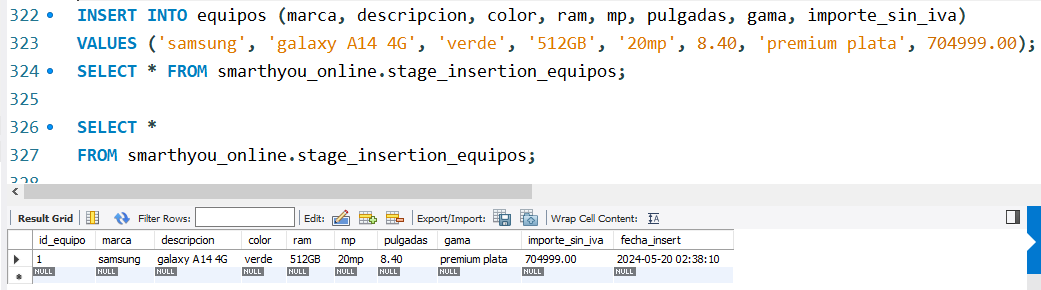 322 INSERT INTO equipos (marca, descripcion, color, ram, mp, pulgadas, gama, importe_sin_iva)
323 VALUES ('samsung', 'galaxy A14 4G', 'verde', '512GB', '20mp', 8.40, 'premium plata', 704999.00);
324 SELECT * FROM smarthyou_online.stage_insertion_equipos;
325
326 SELECT *
327 FROM smarthyou_online.stage_insertion_equipos;
328
Result Grid Filter Rows: Edit: Export/Import: Wrap Cell Content:
id_equipo marca descripcion color ram mp pulgadas gama importe_sin_iva fecha_insert
1 samsung galaxy A14 4G verde 512GB 20mp 8.40 premium plata 704999.00 2024-05-20 02:38:10
NULL NULL NULL NULL NULL NULL NULL NULL NULL NULL